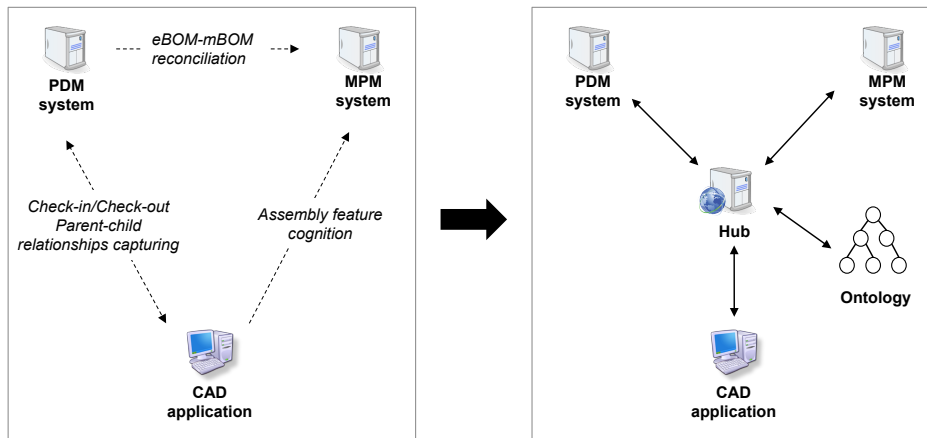 eBOM-mBOM
reconciliation
PDM
system
MPM
system
Check-in/Check-out
Parent-child
relationships capturing
Assembly feature
cognition
CAD
application
PDM
system
MPM
system
Hub
Ontology
CAD
application